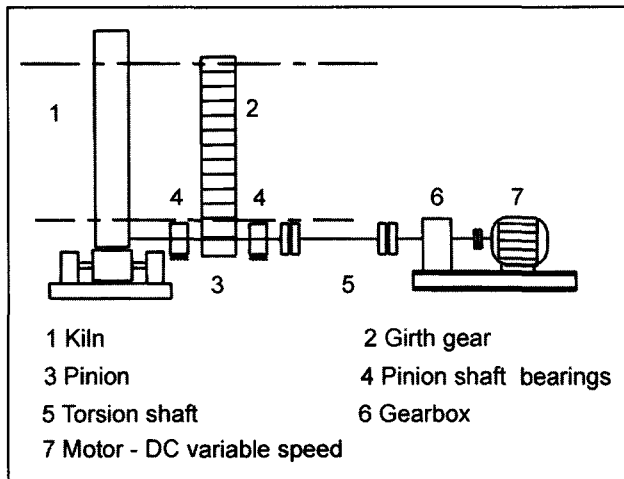 1
2
4
4
6
7
3
5
1 Kiln
2 Girth gear
3 Pinion
4 Pinion shaft bearings
5 Torsion shaft
6 Gearbox
7 Motor - DC variable speed